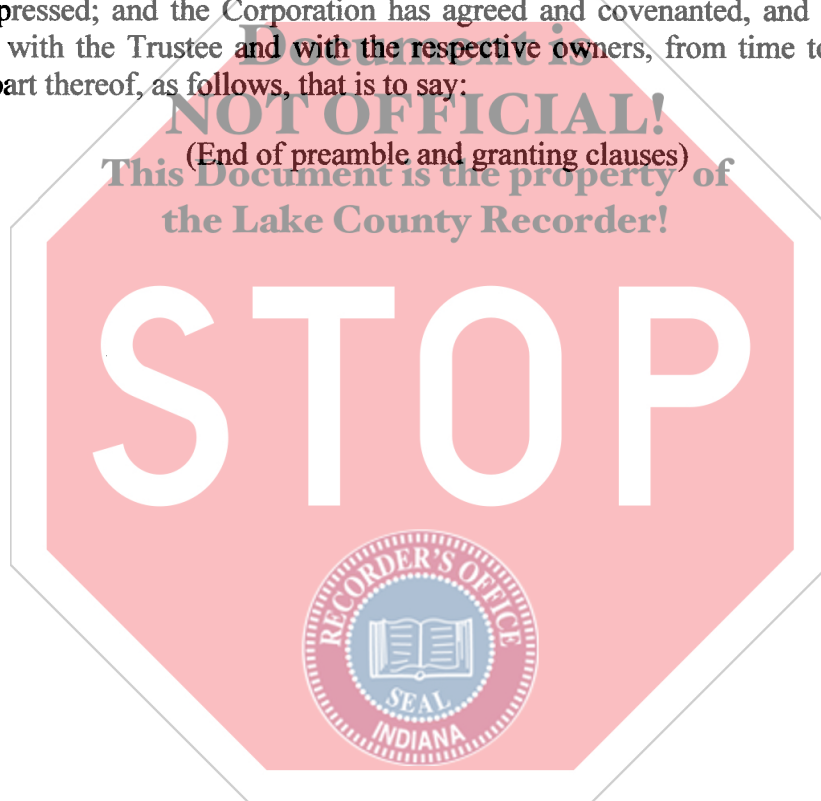 pressed; and the Corporation has agreed and covenanted, and
with the Trustee and with the respective owners, from time
part thereof, as follows, that is to say:
Document is
NOT OFFICIAL!
(End of preamble and granting clauses)
This Document is the property of
the Lake County Recorder!
STOP
RECORDER'S OFFICE
SEAL
INDIANA